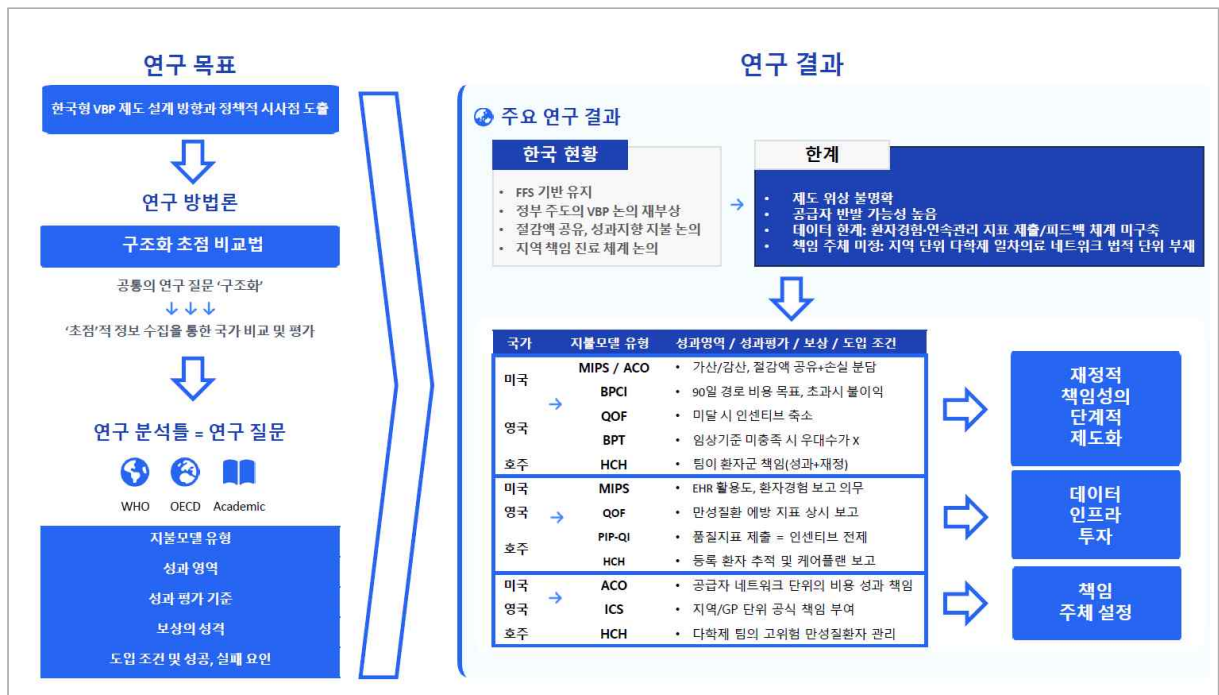 연구 목표
한국형 VBP 제도 설계 방향과 정책적 시사점 도출
연구 방법론
구조화 초점 비교법
공통의 연구 질문 ‘구조화’
‘초점’적 정보 수집을 통한 국가 비교 및 평가
연구 분석틀 = 연구 질문
WHO OECD Academic
지불모델 유형
성과 영역
성과 평가 기준
보상의 성격
도입 조건 및 성공, 실패 요인
연구 결과
주요 연구 결과
한국 현황
• FFS 기반 유지
• 정부 주도의 VBP 논의 재부상
• 절감액 공유, 성과지향 지불 논의
• 지역 책임 진료 체계 논의
→
한계
• 제도 위상 불명확
• 공급자 반발 가능성 높음
• 데이터 한계: 환자경험·연속관리 지표 제출/피드백 체계 미구축
• 책임 주체 미정: 지역 단위 다학제 일차의료 네트워크 법적 단위 부재
국가 지불모델 유형 성과영역 / 성과평가 / 보상 / 도입 조건
미국 → MIPS / ACO • 가산/감산, 절감액 공유+손실 분담
BPCI • 90일 경로 비용 목표, 초과시 불이익
영국 QOF • 미달 시 인센티브 축소
BPT • 임상기준 미충족 시 우대수가 X
호주 HCH • 팀이 환자군 책임(성과+재정)
재정적
책임성의
단계적
제도화
미국 MIPS • EHR 활용도, 환자경험 보고 의무
영국 → QOF • 만성질환 예방 지표 상시 보고
호주 PIP-QI • 품질지표 제출 = 인센티브 전제
HCH • 등록 환자 추적 및 케어플랜 보고
데이터
인프라
투자
미국 → ACO • 공급자 네트워크 단위의 비용 성과 책임
영국 ICS • 지역/GP 단위 공식 책임 부여
호주 HCH • 다학제 팀의 고위험 만성질환자 관리
책임
주체 설정